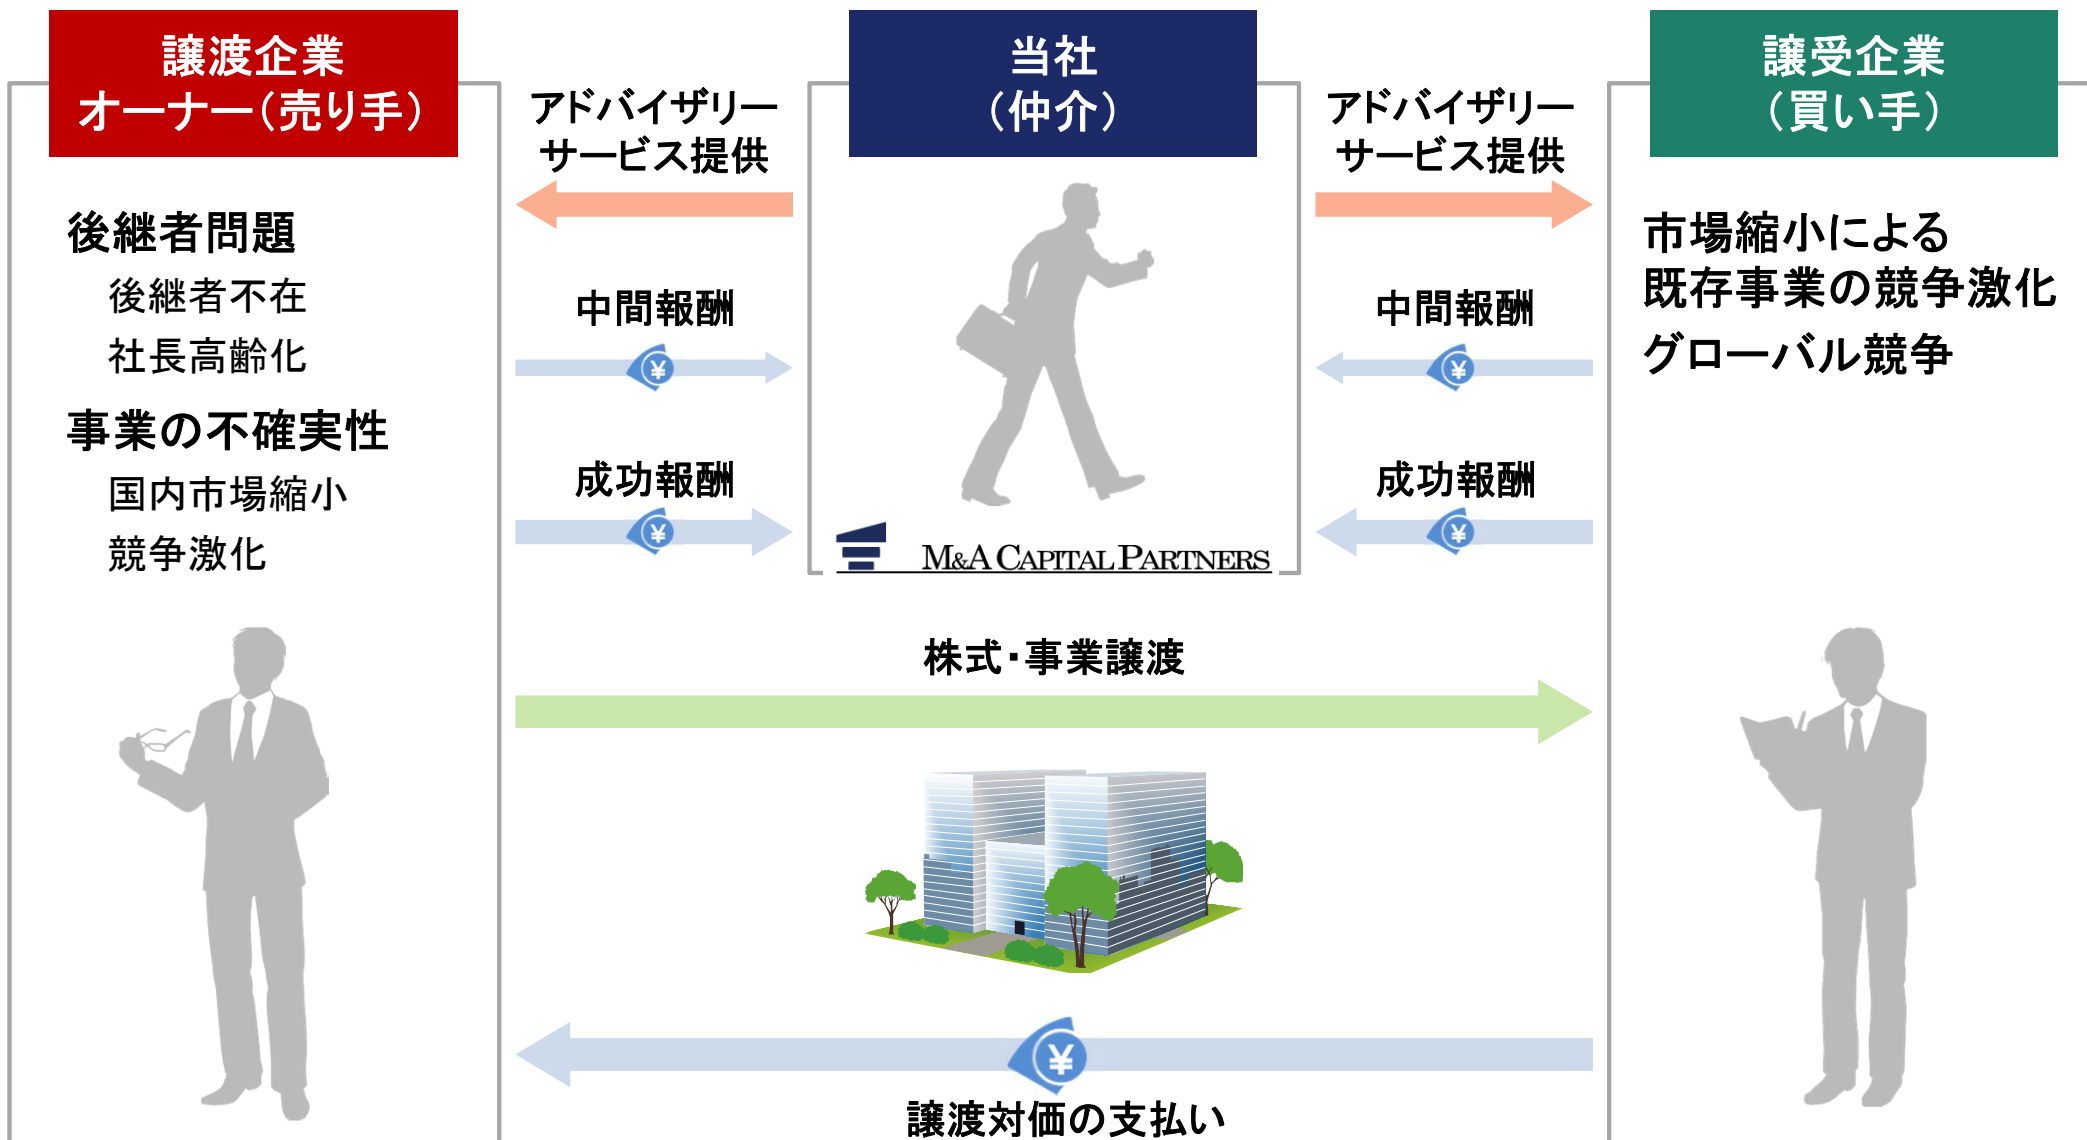 譲渡企業
オーナー（売り手）
後継者問題
後継者不在
社長高齢化
事業の不確実性
国内市場縮小
競争激化
アドバイザリー
サービス提供
中間報酬
¥
成功報酬
¥
当社
（仲介）
M&A CAPITAL PARTNERS
アドバイザリー
サービス提供
中間報酬
¥
成功報酬
¥
譲受企業
（買い手）
市場縮小による
既存事業の競争激化
グローバル競争
株式・事業譲渡
¥
譲渡対価の支払い